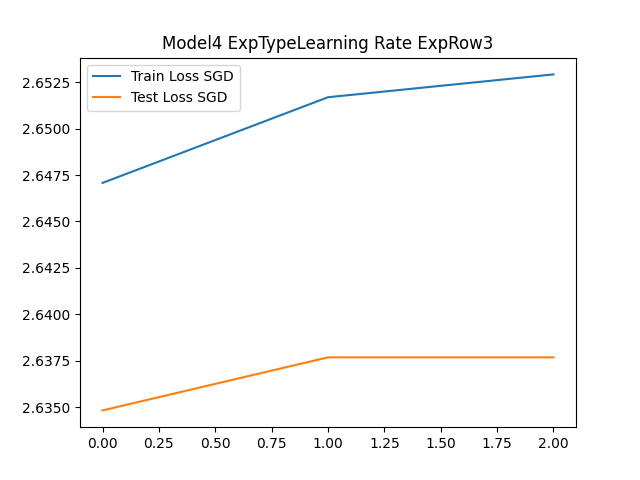 Model4 ExpTypeLearning Rate ExpRow3
Train Loss SGD
Test Loss SGD
2.6525
2.6500
2.6475
2.6450
2.6425
2.6400
2.6375
2.6350
0.00 0.25 0.50 0.75 1.00 1.25 1.50 1.75 2.00